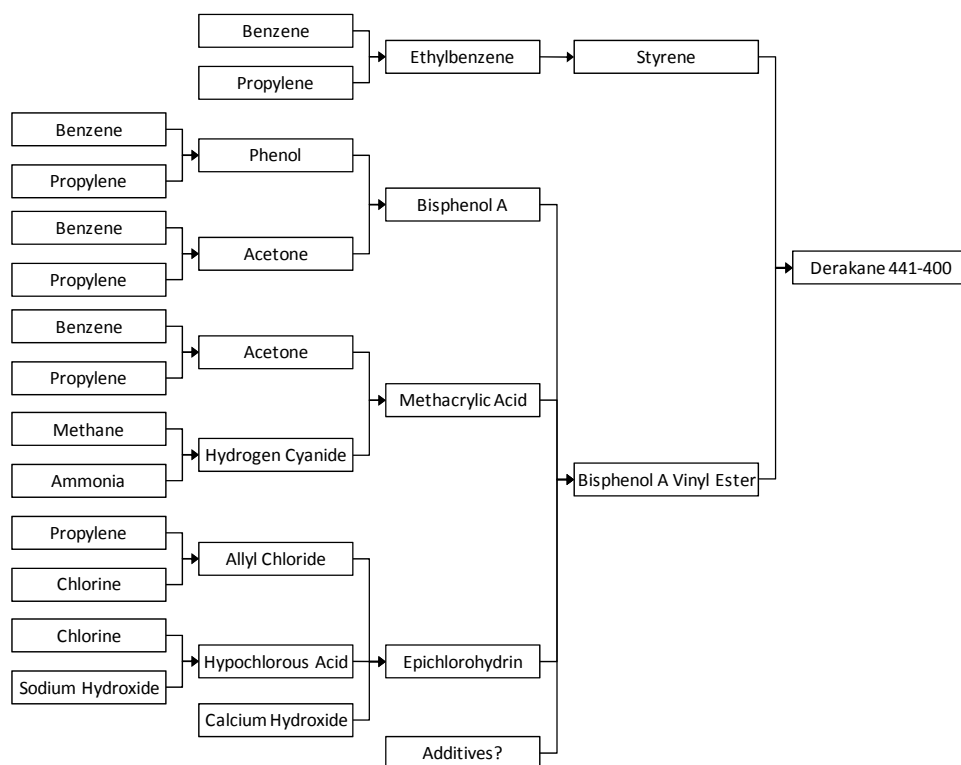 Benzene
Propylene
Ethylbenzene
Styrene
Benzene
Propylene
Phenol
Benzene
Propylene
Acetone
Bisphenol A
Derakane 441-400
Benzene
Propylene
Acetone
Methane
Ammonia
Hydrogen Cyanide
Methacrylic Acid
Bisphenol A Vinyl Ester
Propylene
Chlorine
Allyl Chloride
Chlorine
Sodium Hydroxide
Hypochlorous Acid
Calcium Hydroxide
Epichlorohydrin
Additives?